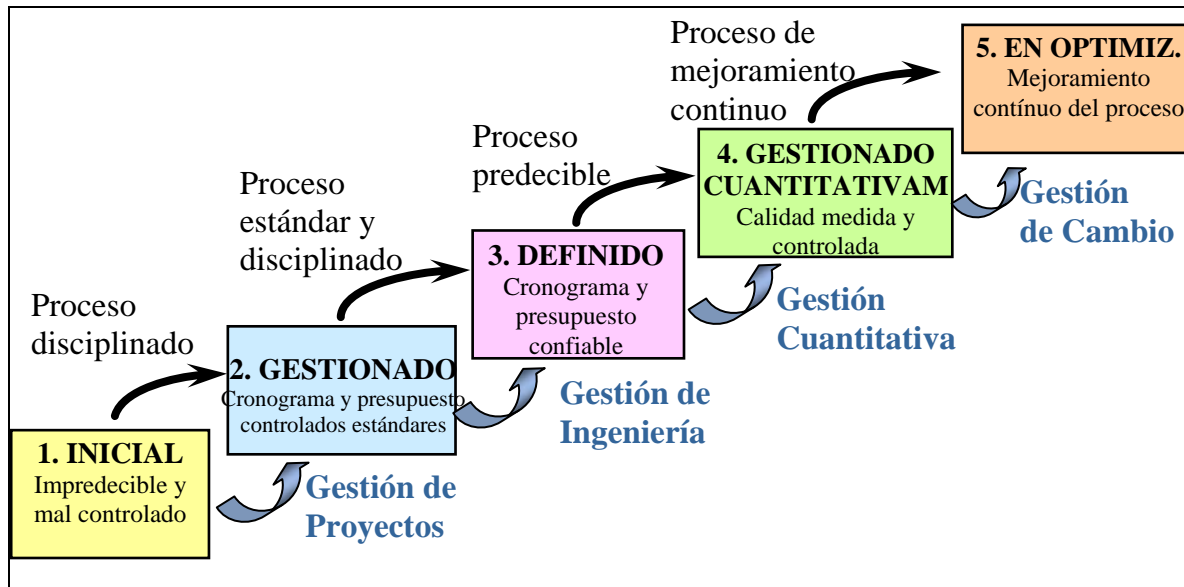 Proceso
disciplinado
1. INICIAL
Impredecible y
mal controlado
Gestión de
Proyectos
Proceso
estándar y
disciplinado
2. GESTIONADO
Cronograma y presupuesto
controlados estándares
Gestión de
Ingeniería
Proceso
predecible
3. DEFINIDO
Cronograma y
presupuesto
confiable
Gestión
Cuantitativa
Proceso de
mejoramiento
continuo
4. GESTIONADO
CUANTITATIVAM
Calidad medida y
controlada
Gestión
de Cambio
5. EN OPTIMIZ.
Mejoramiento
contínuo del proceso